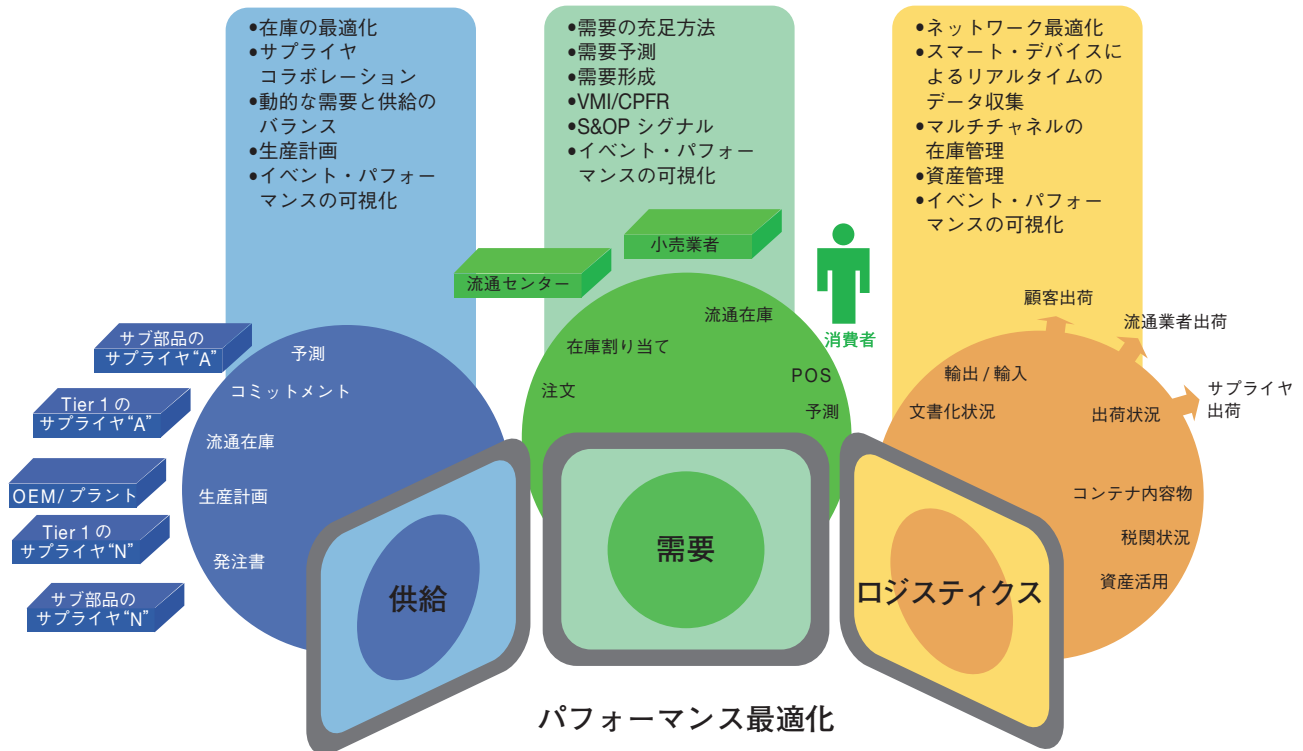 •在庫の最適化
•サプライヤ
コラボレーション
•動的な需要と供給の
バランス
•生産計画
•イベント・パフォー
マンスの可視化
•需要の充足方法
•需要予測
•需要形成
•VMI/CPFR
•S&OP シグナル
•イベント・パフォー
マンスの可視化
•ネットワーク最適化
•スマート・デバイスに
よるリアルタイムの
データ収集
•マルチチャネルの
在庫管理
•資産管理
•イベント・パフォー
マンスの可視化
サブ部品の
サプライヤ“A”
Tier 1 の
サプライヤ“A”
OEM/ プラント
Tier 1 の
サプライヤ“N”
サブ部品の
サプライヤ“N”
予測
コミットメント
流通在庫
生産計画
発注書
供給
流通センター
小売業者
消費者
流通在庫
在庫割り当て
注文
POS
予測
需要
顧客出荷
流通業者出荷
サプライヤ
出荷
輸出 / 輸入
文書化状況
出荷状況
コンテナ内容物
税関状況
資産活用
ロジスティクス
パフォーマンス最適化